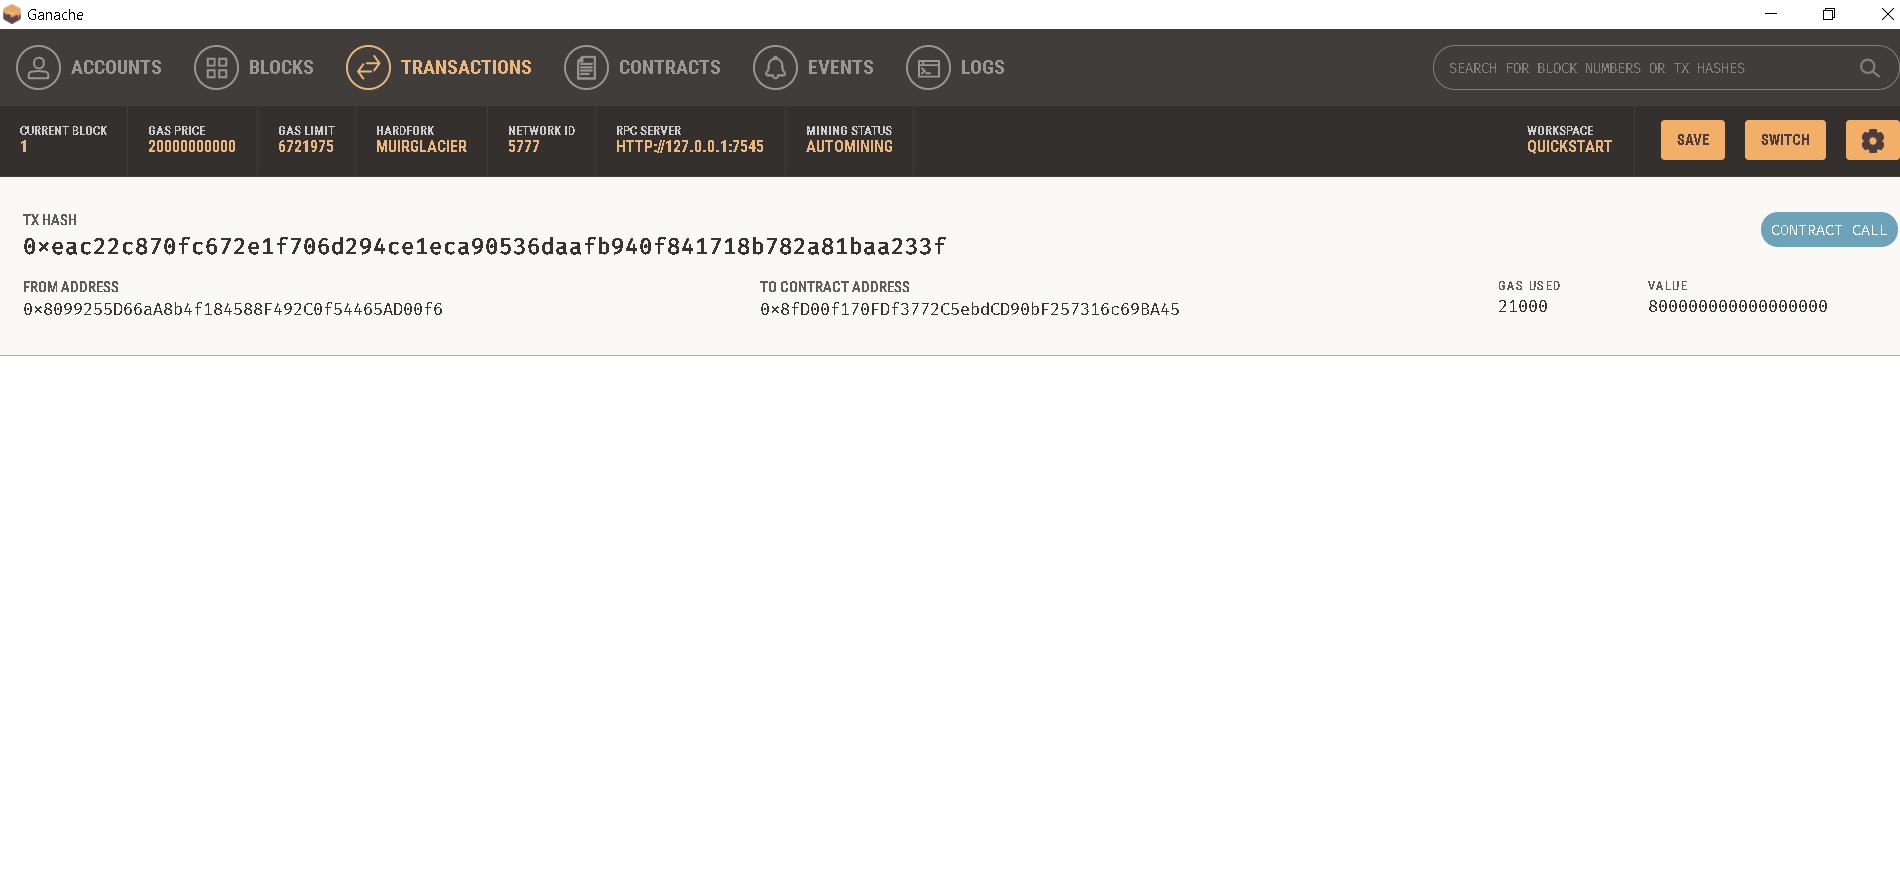 Ganache
ACCOUNTS BLOCKS TRANSACTIONS CONTRACTS EVENTS LOGS SEARCH FOR BLOCK NUMBERS OR TX HASHES
CURRENT BLOCK GAS PRICE GAS LIMIT HARDFORK NETWORK ID RPC SERVER MINING STATUS WORKSPACE
1 20000000000 6721975 MUIRGLACIER 5777 HTTP://127.0.0.1:7545 AUTOMINING QUICKSTART SAVE SWITCH
TX HASH
0×eac22c870fc672e1f706d294ce1eca90536daafb940f841718b782a81baa233f CONTRACT CALL
FROM ADDRESS TO CONTRACT ADDRESS GAS USED VALUE
0×8099255D66aA8b4f184588F492C0f54465AD00f6 0×8fD00f170FDf3772C5ebdCD90bF257316c69BA45 21000 800000000000000000